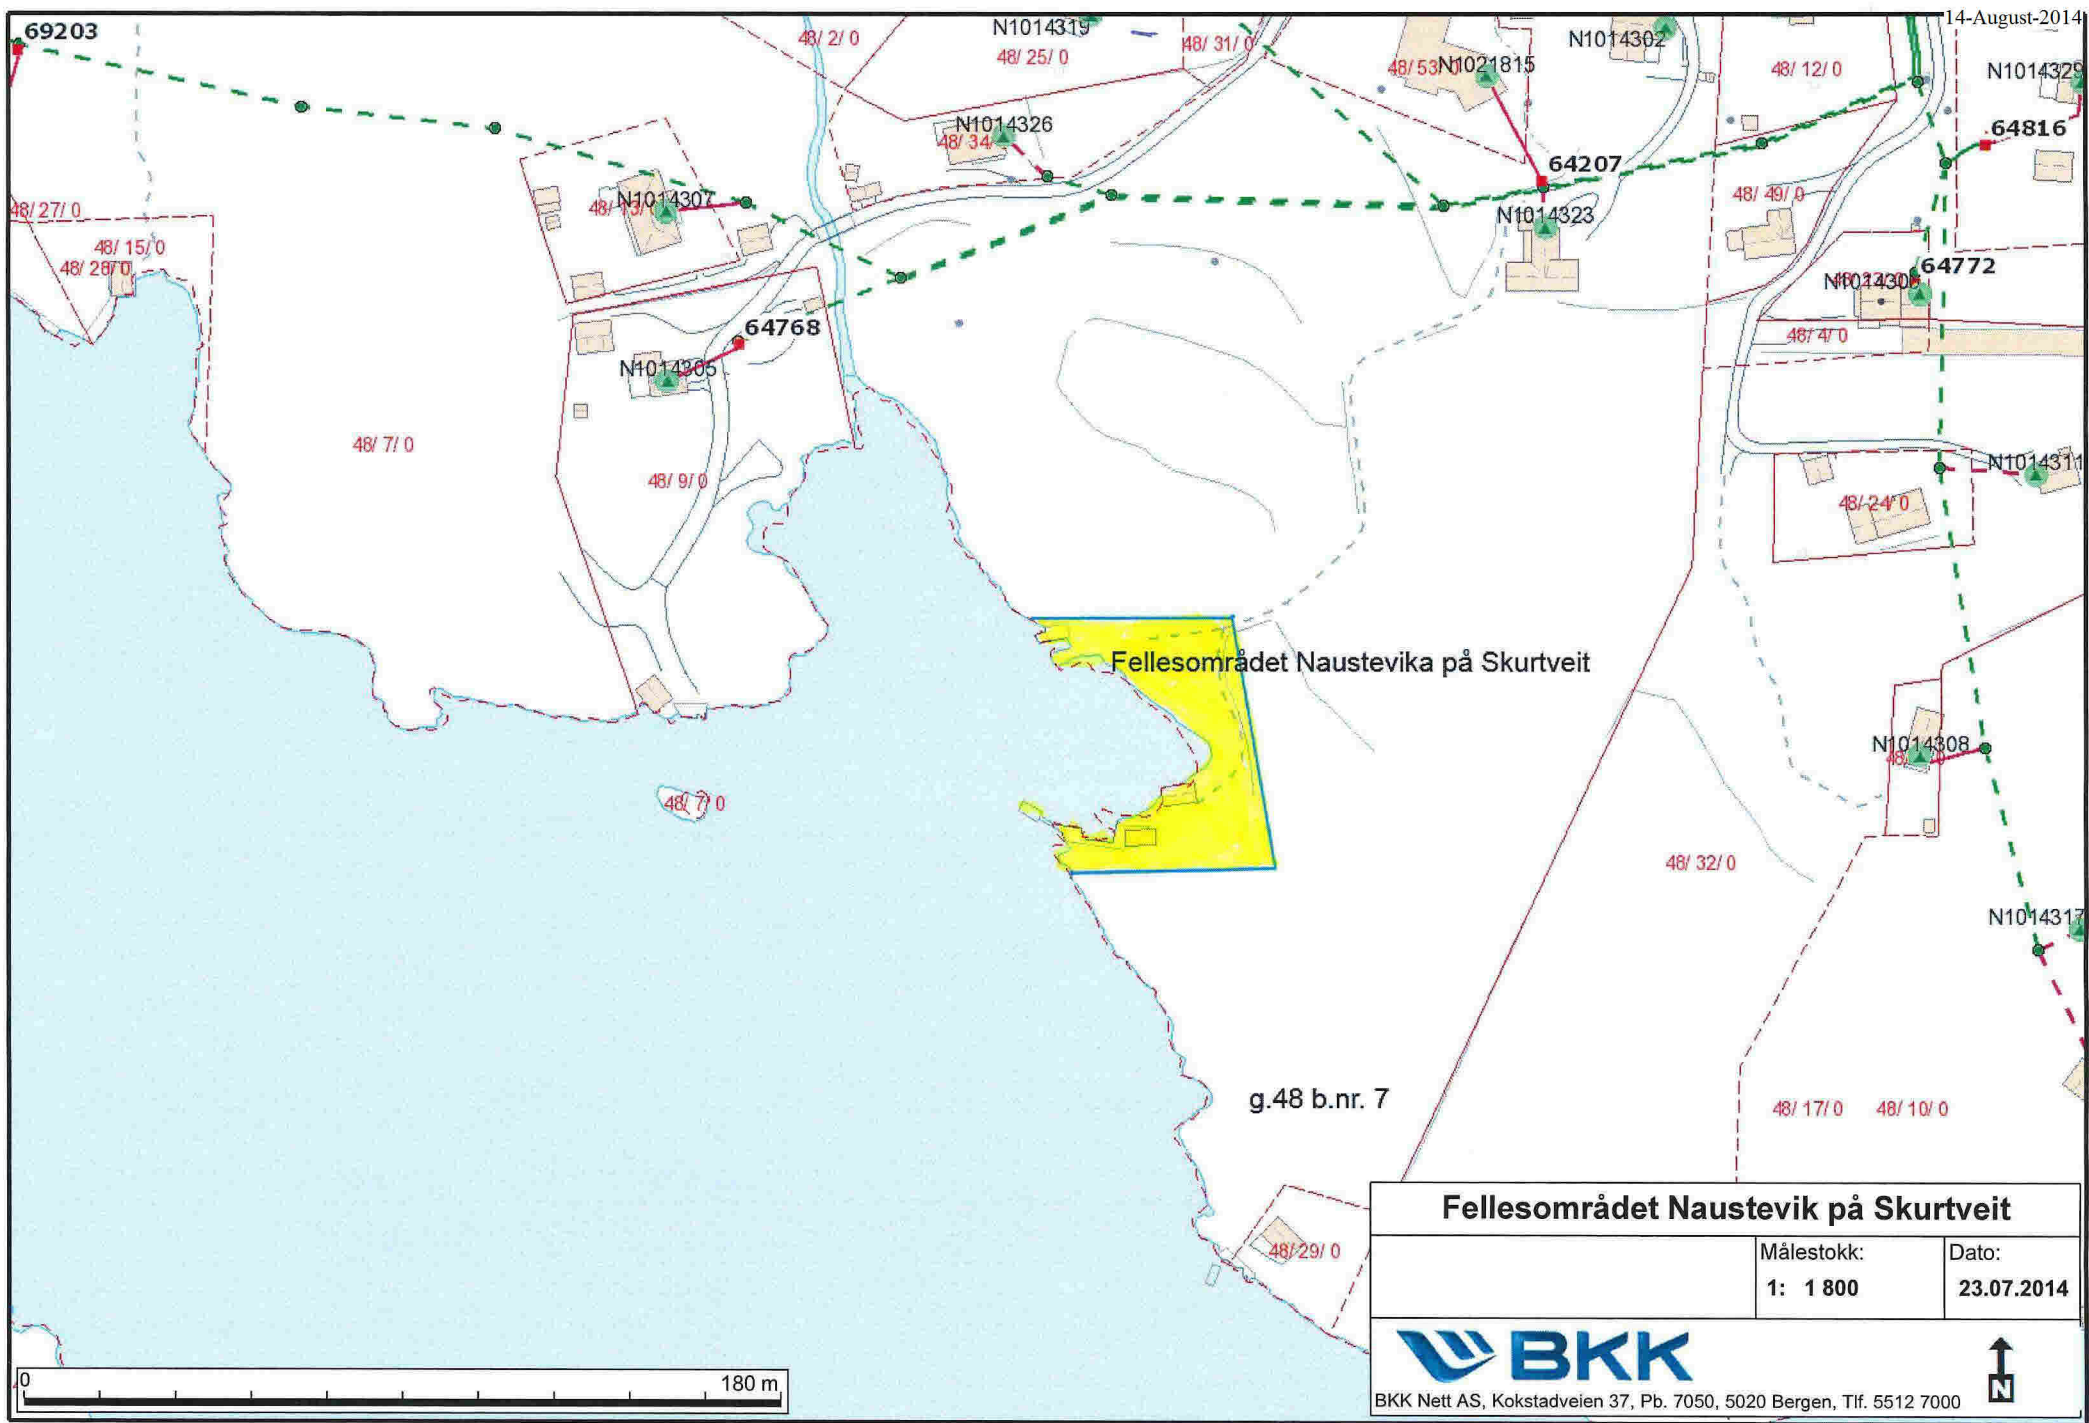 14-August-2014
69203
48/ 2/ 0
N1014319
48/ 25/ 0
48/ 31/ 0
48/ 53/ 0
N1021815
N1014302
48/ 12/ 0
N1014329
N1014326
48/ 34/
64816
64207
48/ 27/ 0
N1014307
48/ 13/ 0
N1014323
48/ 49/ 0
48/ 15/ 0
48/ 28/ 0
64772
64768
48/ 4/ 0
N1014305
48/ 7/ 0
48/ 9/ 0
N1014311
48/ 24/ 0
Fellesområdet Naustevika på Skurtveit
N1014308
48/ 7/ 0
48/ 32/ 0
N1014317
g.48 b.nr. 7
48/ 17/ 0
48/ 10/ 0
48/ 29/ 0
Fellesområdet Naustevik på Skurtveit
Målestokk:
1: 1 800
Dato:
23.07.2014
BKK
N
BKK Nett AS, Kokstadveien 37, Pb. 7050, 5020 Bergen, Tlf. 5512 7000
0
180 m